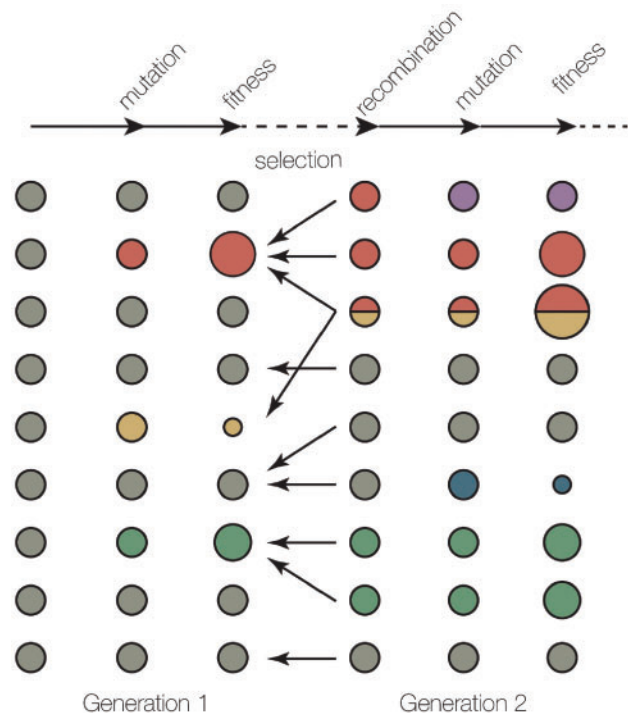 mutation
fitness
recombination
mutation
fitness
selection
Generation 1
Generation 2